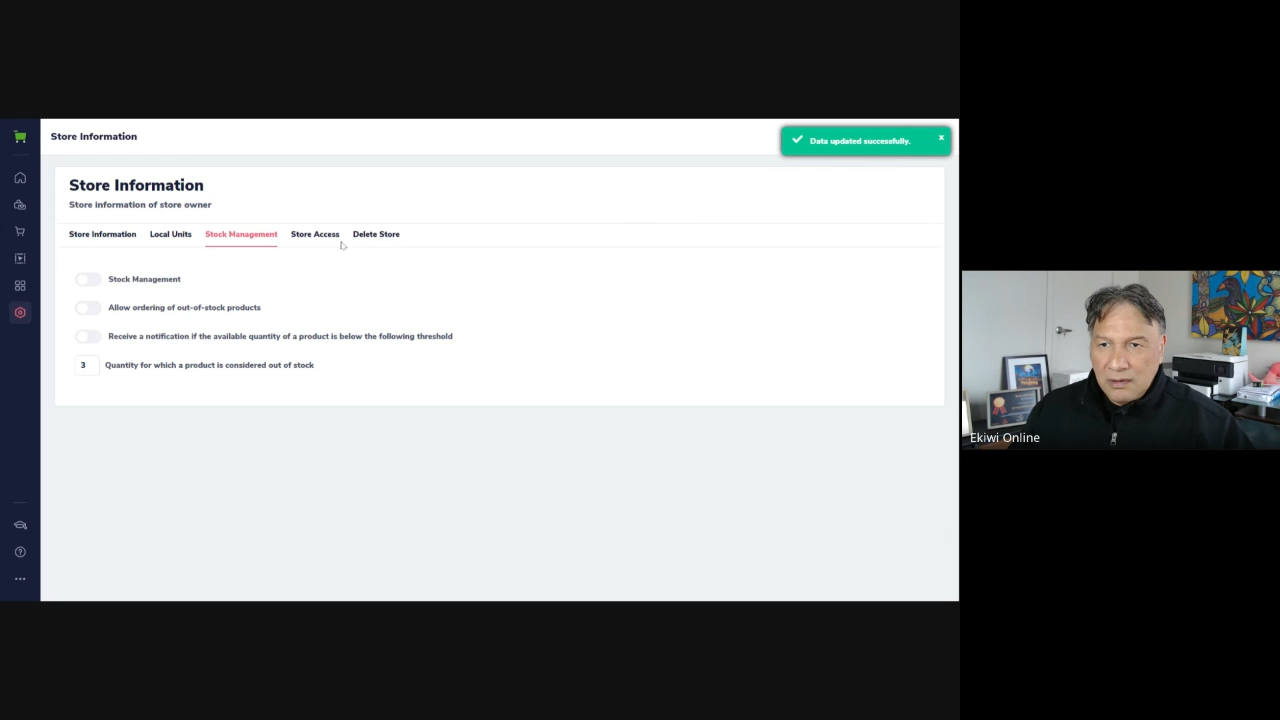 Store Information
Data updated successfully.
x
Store Information
Store information of store owner
Store Information
Local Units
Stock Management
Store Access
Delete Store
Stock Management
Allow ordering of out-of-stock products
Receive a notification if the available quantity of a product is below the following threshold
3
Quantity for which a product is considered out of stock
Ekiwi Online